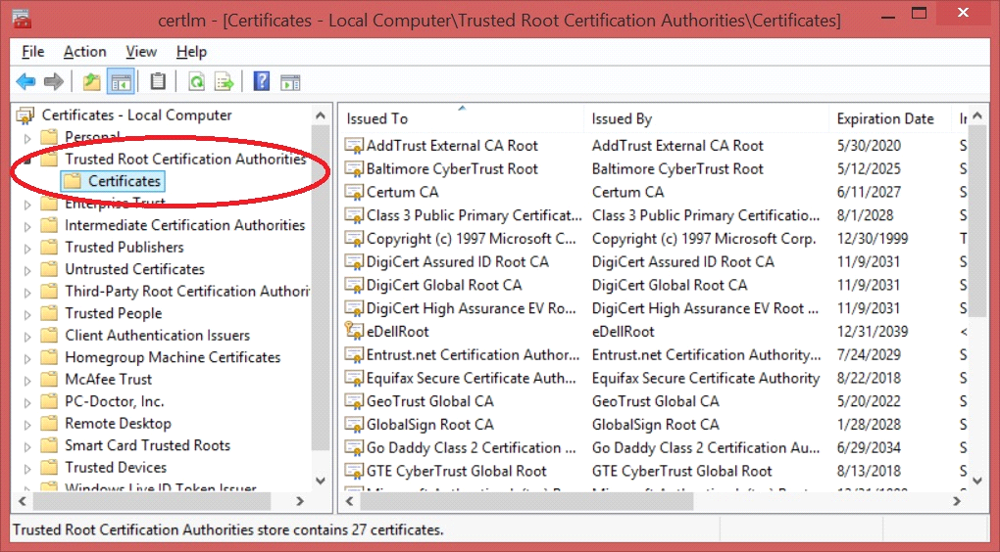 certlm - [Certificates - Local Computer\Trusted Root Certification Authorities\Certificates]
File Action View Help
Certificates - Local Computer
Personal
Trusted Root Certification Authorities
Certificates
Enterprise Trust
Intermediate Certification Authorities
Trusted Publishers
Untrusted Certificates
Third-Party Root Certification Authori
Trusted People
Client Authentication Issuers
Homegroup Machine Certificates
McAfee Trust
PC-Doctor, Inc.
Remote Desktop
Smart Card Trusted Roots
Trusted Devices
Windows Live ID Token Issuer
Issued To Issued By Expiration Date In
AddTrust External CA Root AddTrust External CA Root 5/30/2020 S
Baltimore CyberTrust Root Baltimore CyberTrust Root 5/12/2025 S
Certum CA Certum CA 6/11/2027 S
Class 3 Public Primary Certificat... Class 3 Public Primary Certificatio... 8/1/2028 S
Copyright (c) 1997 Microsoft C... Copyright (c) 1997 Microsoft Corp. 12/30/1999 T
DigiCert Assured ID Root CA DigiCert Assured ID Root CA 11/9/2031 S
DigiCert Global Root CA DigiCert Global Root CA 11/9/2031 S
DigiCert High Assurance EV Ro... DigiCert High Assurance EV Root ... 11/9/2031 S
eDellRoot eDellRoot 12/31/2039 <
Entrust.net Certification Author... Entrust.net Certification Authority... 7/24/2029 S
Equifax Secure Certificate Auth... Equifax Secure Certificate Authority 8/22/2018 S
GeoTrust Global CA GeoTrust Global CA 5/20/2022 S
GlobalSign Root CA GlobalSign Root CA 1/28/2028 S
Go Daddy Class 2 Certification ... Go Daddy Class 2 Certification Au... 6/29/2034 S
GTE CyberTrust Global Root GTE CyberTrust Global Root 8/13/2018 S
Trusted Root Certification Authorities store contains 27 certificates.